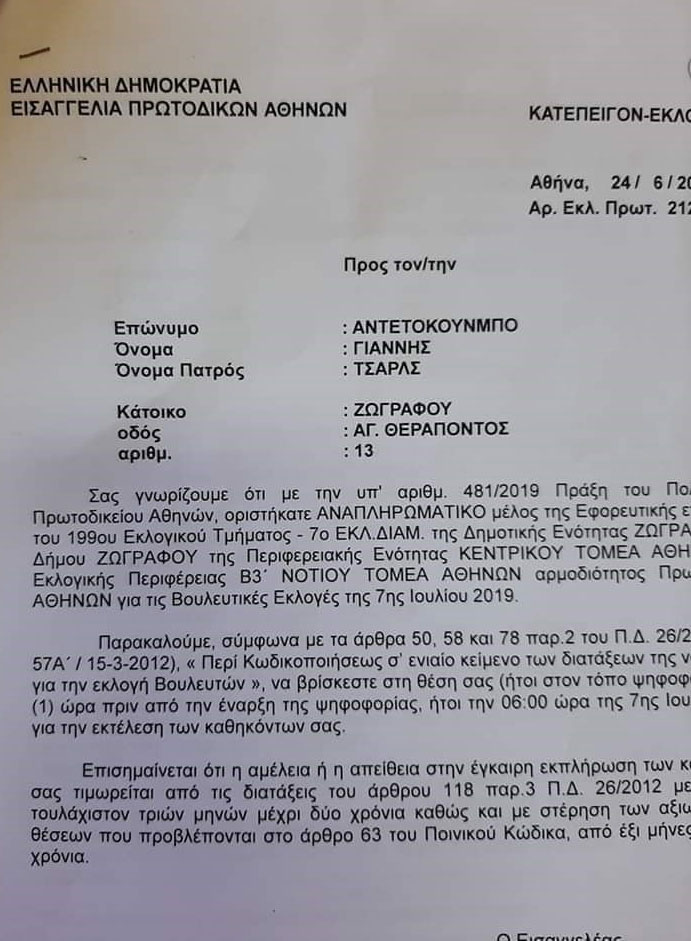 ΕΛΛΗΝΙΚΗ ΔΗΜΟΚΡΑΤΙΑ
ΕΙΣΑΓΓΕΛΙΑ ΠΡΩΤΟΔΙΚΩΝ ΑΘΗΝΩΝ
ΚΑΤΕΠΕΙΓΟΝ-ΕΚΛΟ
Αθήνα, 24 / 6 / 20
Αρ. Εκλ. Πρωτ. 212
Προς τον/την
Επώνυμο : ΑΝΤΕΤΟΚΟΥΝΜΠΟ
Όνομα : ΓΙΑΝΝΗΣ
Όνομα Πατρός : ΤΣΑΡΛΣ
Κάτοικο : ΖΩΓΡΑΦΟΥ
οδός : ΑΓ. ΘΕΡΑΠΟΝΤΟΣ
αριθμ. : 13
Σας γνωρίζουμε ότι με την υπ' αριθμ. 481/2019 Πράξη του Πολ
Πρωτοδικείου Αθηνών, οριστήκατε ΑΝΑΠΛΗΡΩΜΑΤΙΚΟ μέλος της Εφορευτικής ε
του 199ου Εκλογικού Τμήματος - 7ο ΕΚΛ.ΔΙΑΜ. της Δημοτικής Ενότητας ΖΩΓΡΑ
Δήμου ΖΩΓΡΑΦΟΥ της Περιφερειακής Ενότητας ΚΕΝΤΡΙΚΟΥ ΤΟΜΕΑ ΑΘΗ
Εκλογικής Περιφέρειας Β3΄ ΝΟΤΙΟΥ ΤΟΜΕΑ ΑΘΗΝΩΝ αρμοδιότητος Πρω
ΑΘΗΝΩΝ για τις Βουλευτικές Εκλογές της 7ης Ιουλίου 2019.
Παρακαλούμε, σύμφωνα με τα άρθρα 50, 58 και 78 παρ.2 του Π.Δ. 26/2
57Α΄ / 15-3-2012), « Περί Κωδικοποιήσεως σ' ενιαίο κείμενο των διατάξεων της ν
για την εκλογή Βουλευτών », να βρίσκεστε στη θέση σας (ήτοι στον τόπο ψηφοφ
(1) ώρα πριν από την έναρξη της ψηφοφορίας, ήτοι την 06:00 ώρα της 7ης Ιου
για την εκτέλεση των καθηκόντων σας.
Επισημαίνεται ότι η αμέλεια ή η απείθεια στην έγκαιρη εκπλήρωση των κ
σας τιμωρείται από τις διατάξεις του άρθρου 118 παρ.3 Π.Δ. 26/2012 με
τουλάχιστον τριών μηνών μέχρι δύο χρόνια καθώς και με στέρηση των αξιω
θέσεων που προβλέπονται στο άρθρο 63 του Ποινικού Κώδικα, από έξι μήνες
χρόνια.
Ο Εισαγγελέας